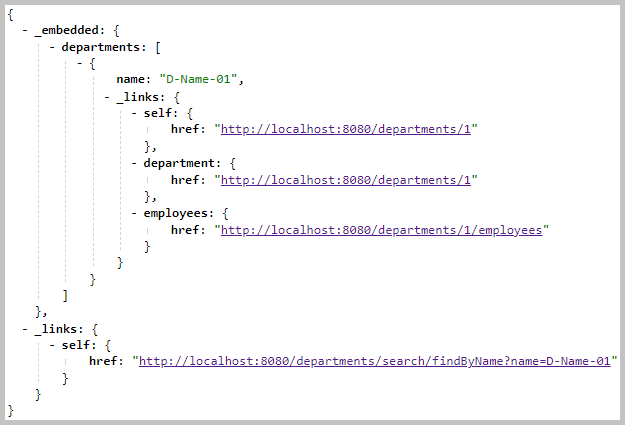 {
- _embedded: {
- departments: [
- {
name: "D-Name-01",
- _links: {
- self: {
href: "http://localhost:8080/departments/1"
},
- department: {
href: "http://localhost:8080/departments/1"
},
- employees: {
href: "http://localhost:8080/departments/1/employees"
}
}
}
]
},
- _links: {
- self: {
href: "http://localhost:8080/departments/search/findByName?name=D-Name-01"
}
}
}